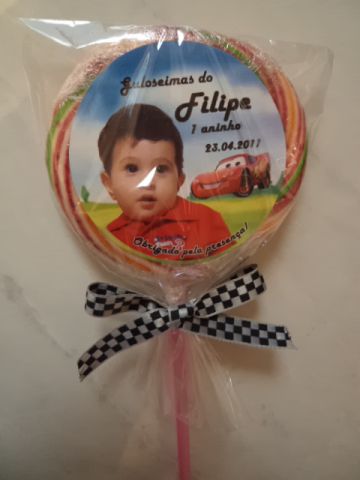 Guloseimas do
Filipe
1 aninho
23.04.2011
Obrigado pela presença!